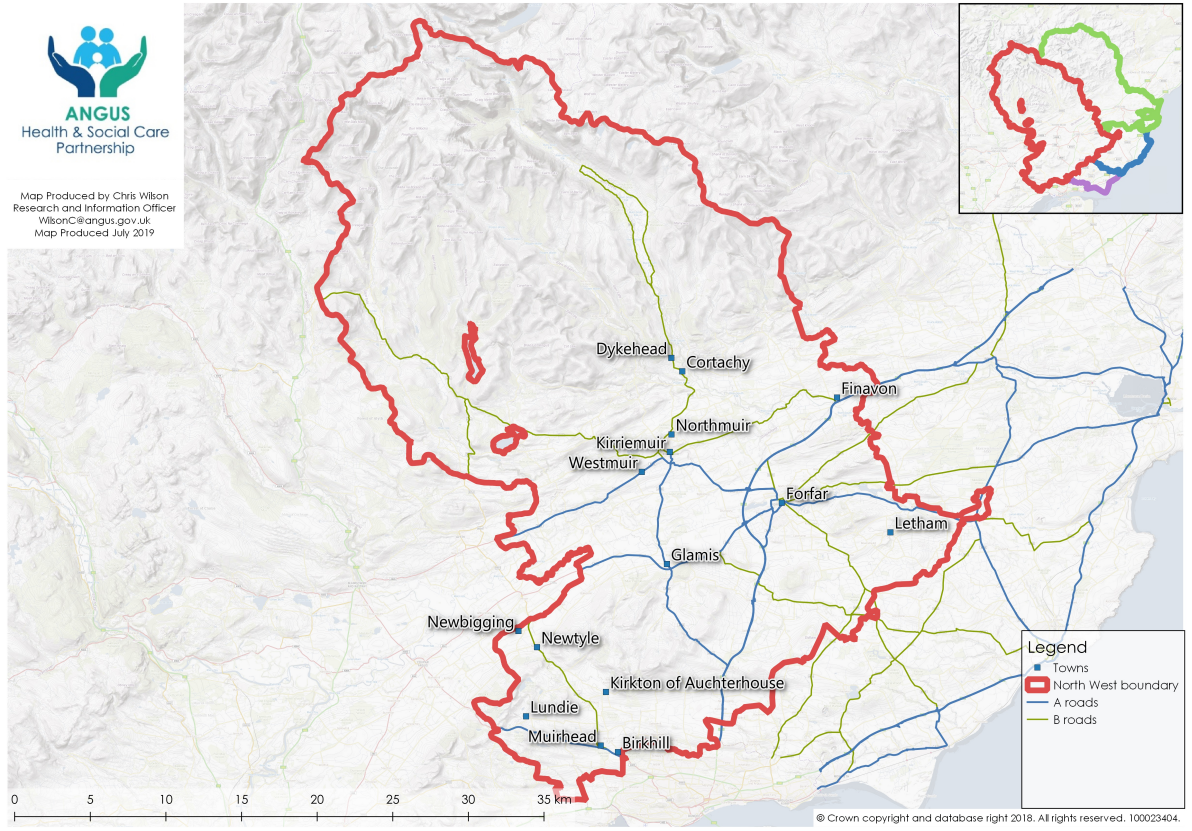 ANGUS
Health & Social Care
Partnership
Map Produced by Chris Wilson
Research and Information Officer
WilsonC@angus.gov.uk
Map Produced July 2019
Dykehead
Cortachy
Finavon
Northmuir
Kirriemuir
Westmuir
Forfar
Letham
Glamis
Newbigging
Newtyle
Kirkton of Auchterhouse
Lundie
Muirhead
Birkhill
Legend
Towns
North West boundary
A roads
B roads
0 5 10 15 20 25 30 35 km
© Crown copyright and database right 2018. All rights reserved. 100023404.